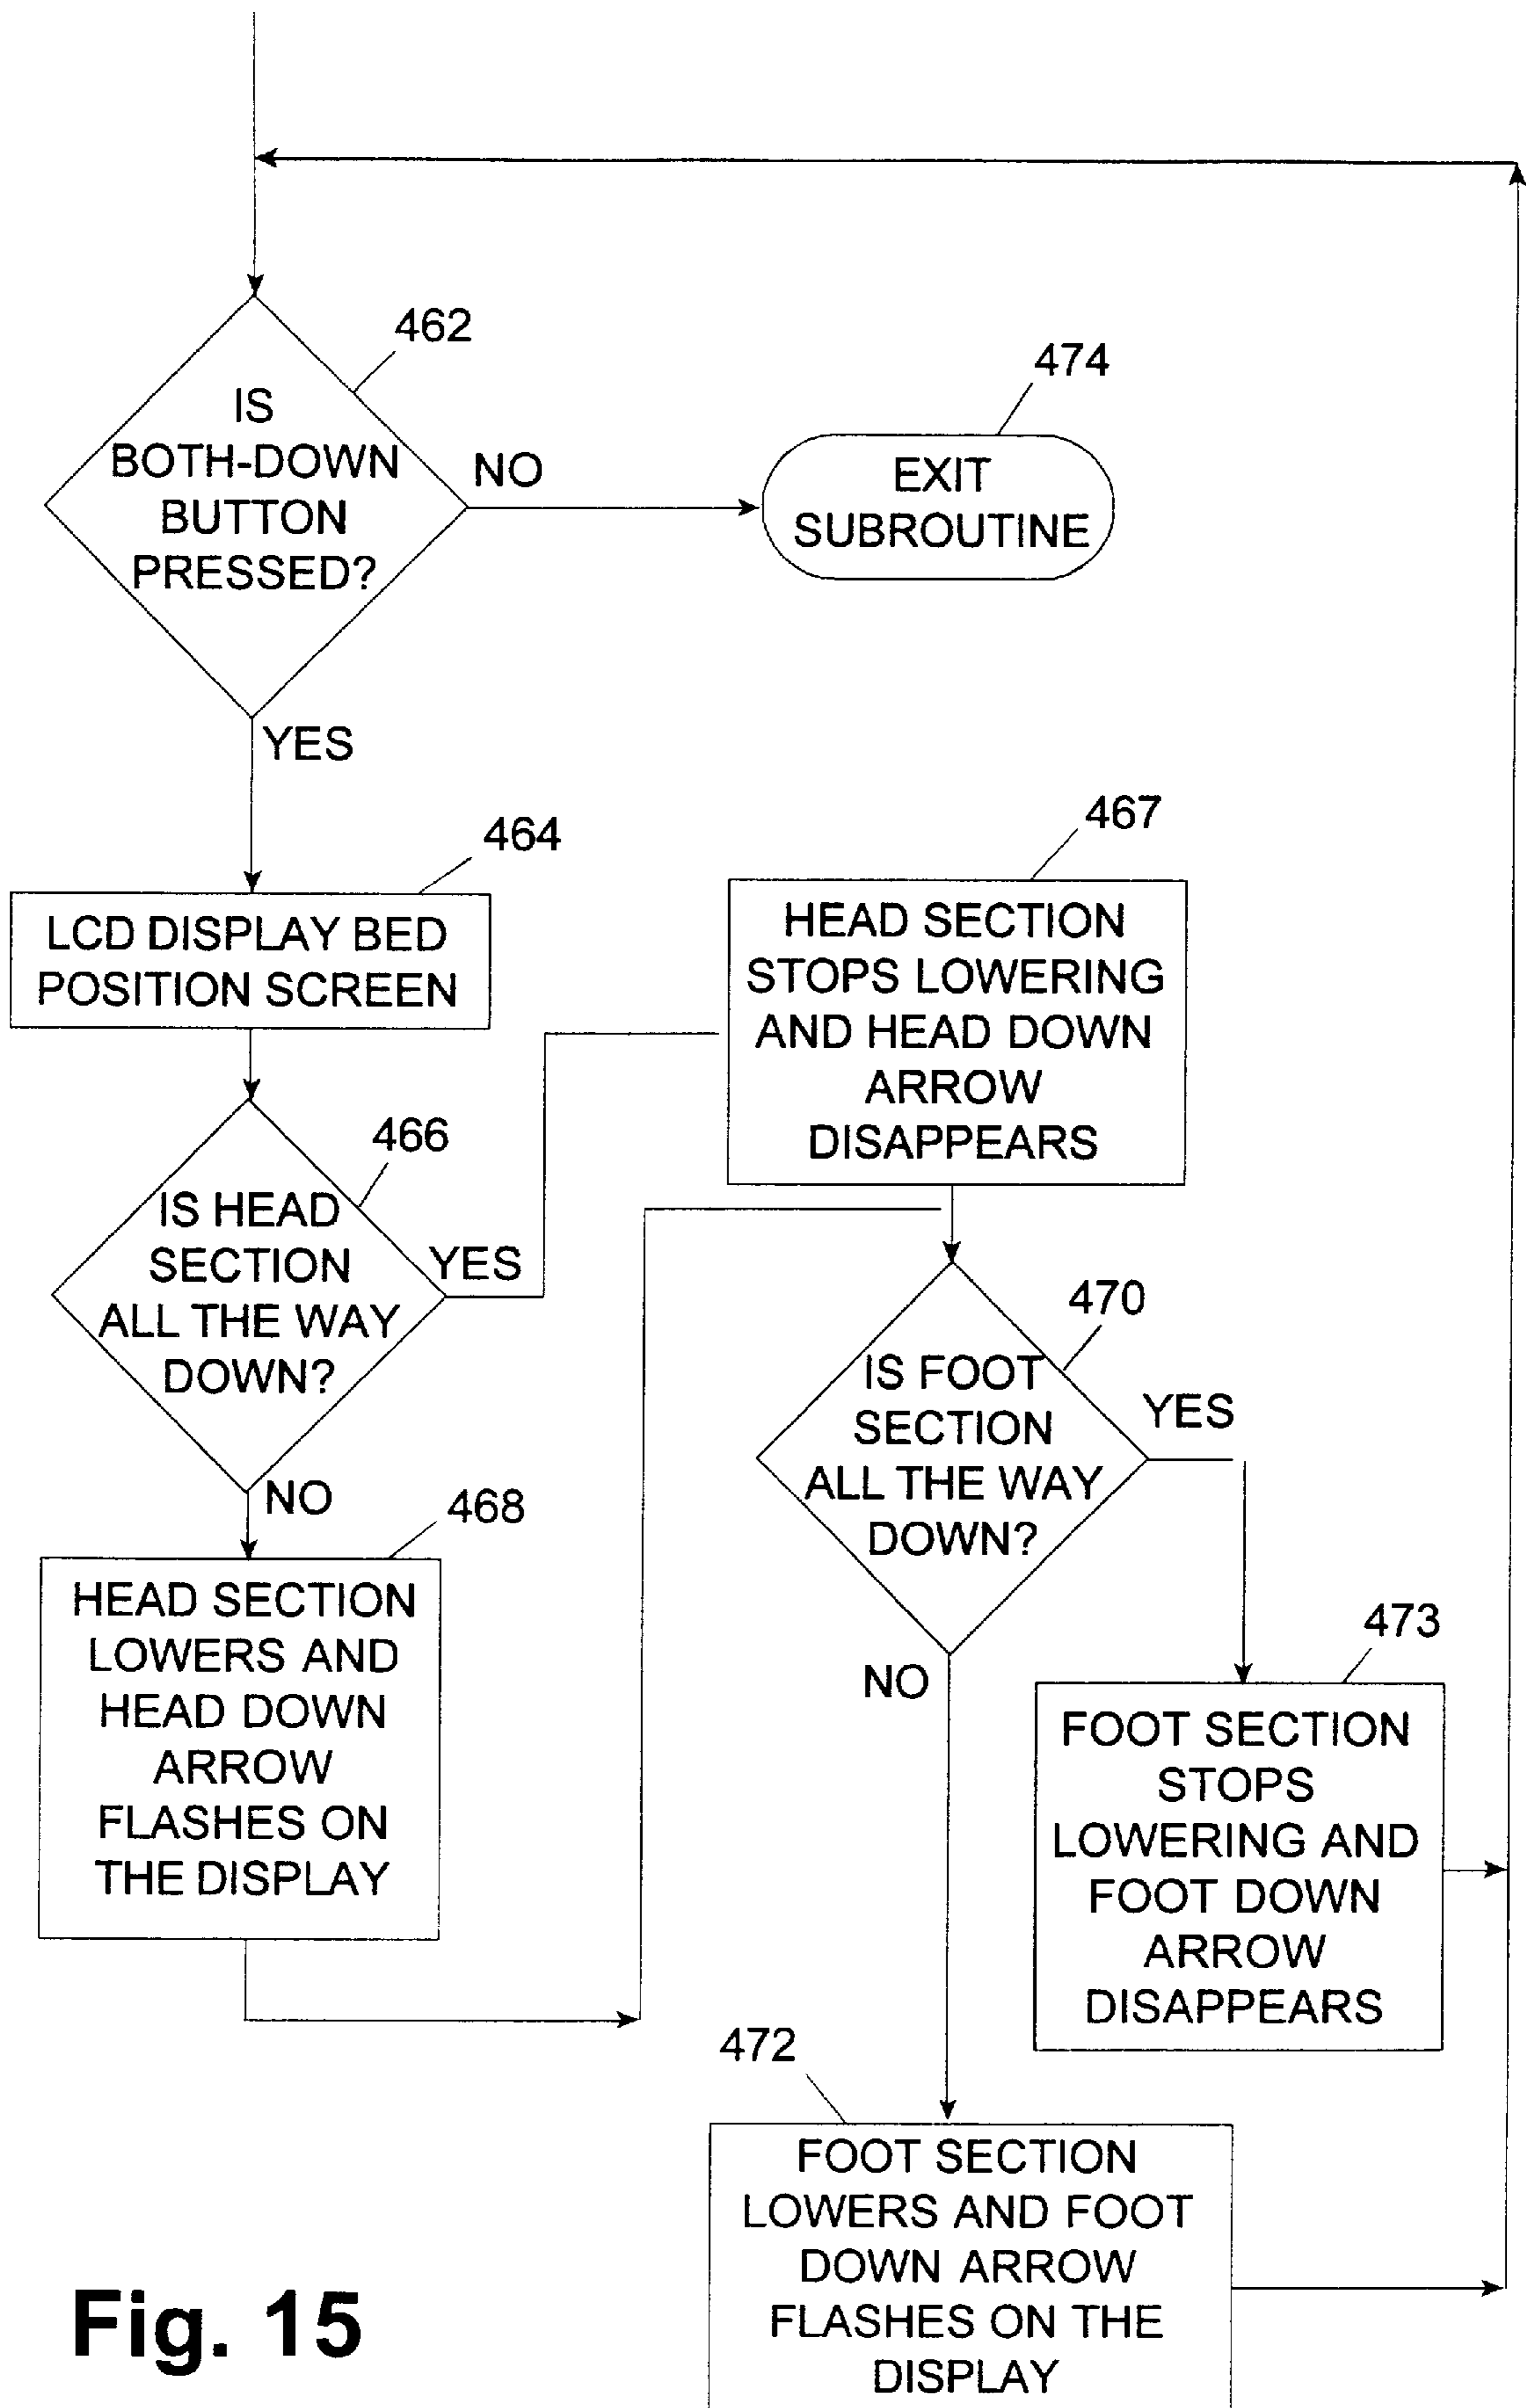 462
IS
BOTH-DOWN
BUTTON
PRESSED?
NO
474
EXIT
SUBROUTINE
YES
464
LCD DISPLAY BED
POSITION SCREEN
467
HEAD SECTION
STOPS LOWERING
AND HEAD DOWN
ARROW
DISAPPEARS
466
IS HEAD
SECTION
ALL THE WAY
DOWN?
YES
NO
468
HEAD SECTION
LOWERS AND
HEAD DOWN
ARROW
FLASHES ON
THE DISPLAY
470
IS FOOT
SECTION
ALL THE WAY
DOWN?
YES
NO
473
FOOT SECTION
STOPS
LOWERING AND
FOOT DOWN
ARROW
DISAPPEARS
472
FOOT SECTION
LOWERS AND FOOT
DOWN ARROW
FLASHES ON THE
DISPLAY
Fig. 15